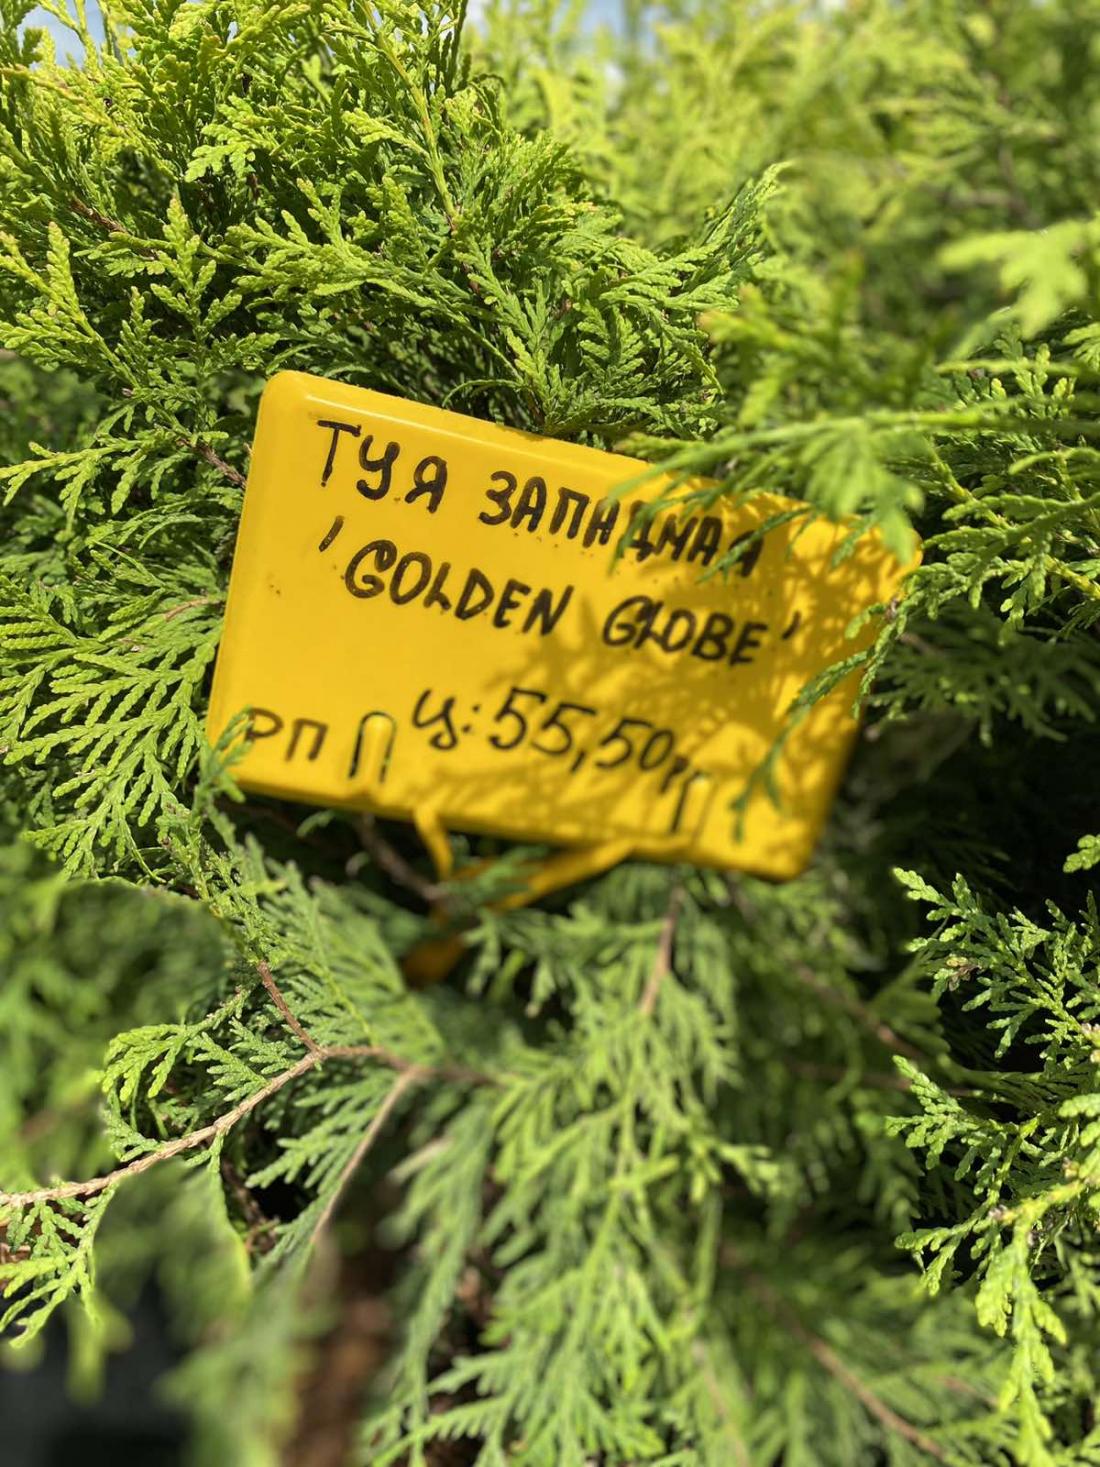 ТУЯ ЗАПАДНАЯ
'GOLDEN GLOBE'
Ц: 55,50р
РП